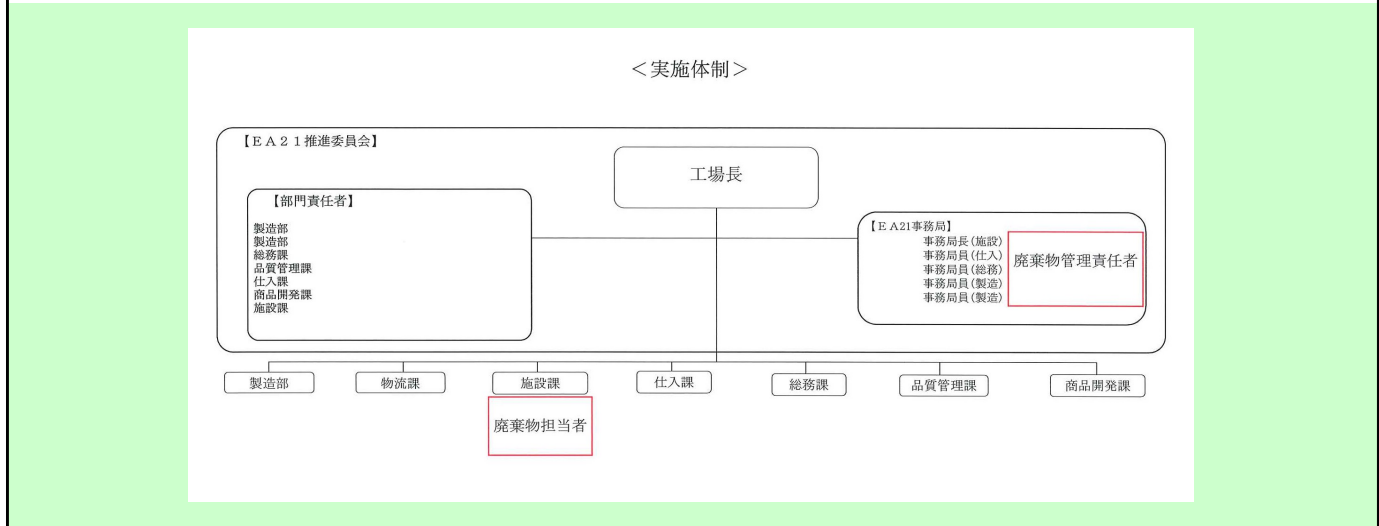 ＜実施体制＞
【ＥＡ２１推進委員会】
工場長
【部門責任者】
製造部
製造部
総務課
品質管理課
仕入課
商品開発課
施設課
【ＥＡ21事務局】
事務局長(施設)
事務局員(仕入)
事務局員(総務)
事務局員(製造)
事務局員(製造)
廃棄物管理責任者
製造部
物流課
施設課
仕入課
総務課
品質管理課
商品開発課
廃棄物担当者